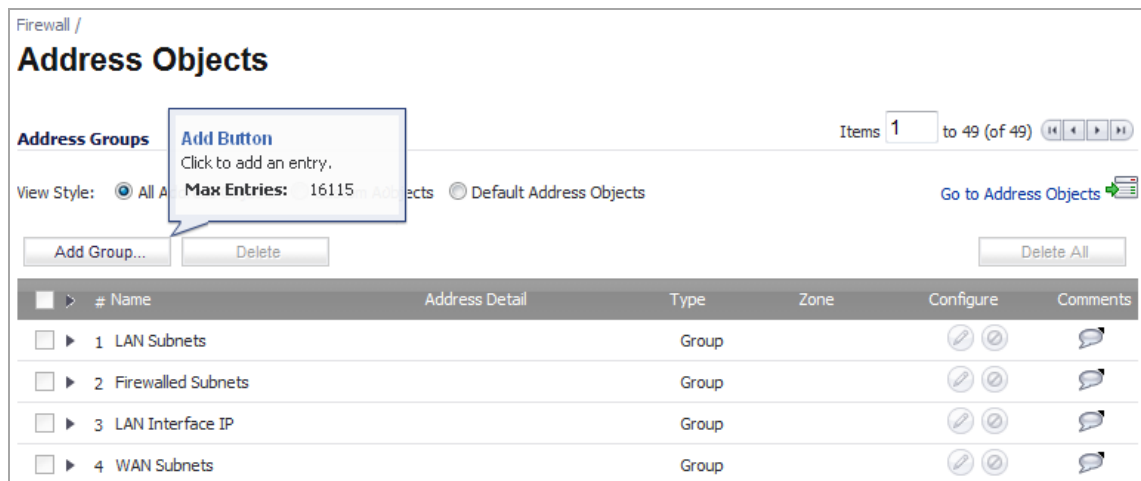 Firewall /
Address Objects
Address Groups
Items 1 to 49 (of 49)
Add Button
Click to add an entry.
Max Entries: 16115
View Style: All A ects Default Address Objects
Go to Address Objects
Add Group... Delete Delete All
# Name Address Detail Type Zone Configure Comments
1 LAN Subnets Group
2 Firewalled Subnets Group
3 LAN Interface IP Group
4 WAN Subnets Group